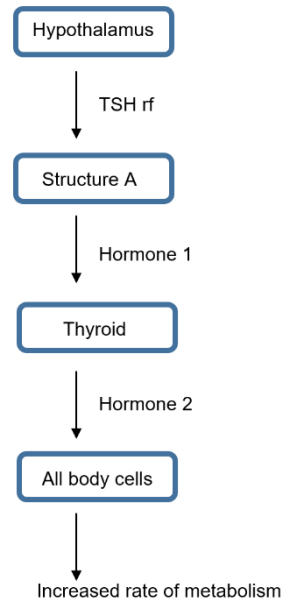 Hypothalamus
TSH rf
Structure A
Hormone 1
Thyroid
Hormone 2
All body cells
Increased rate of metabolism